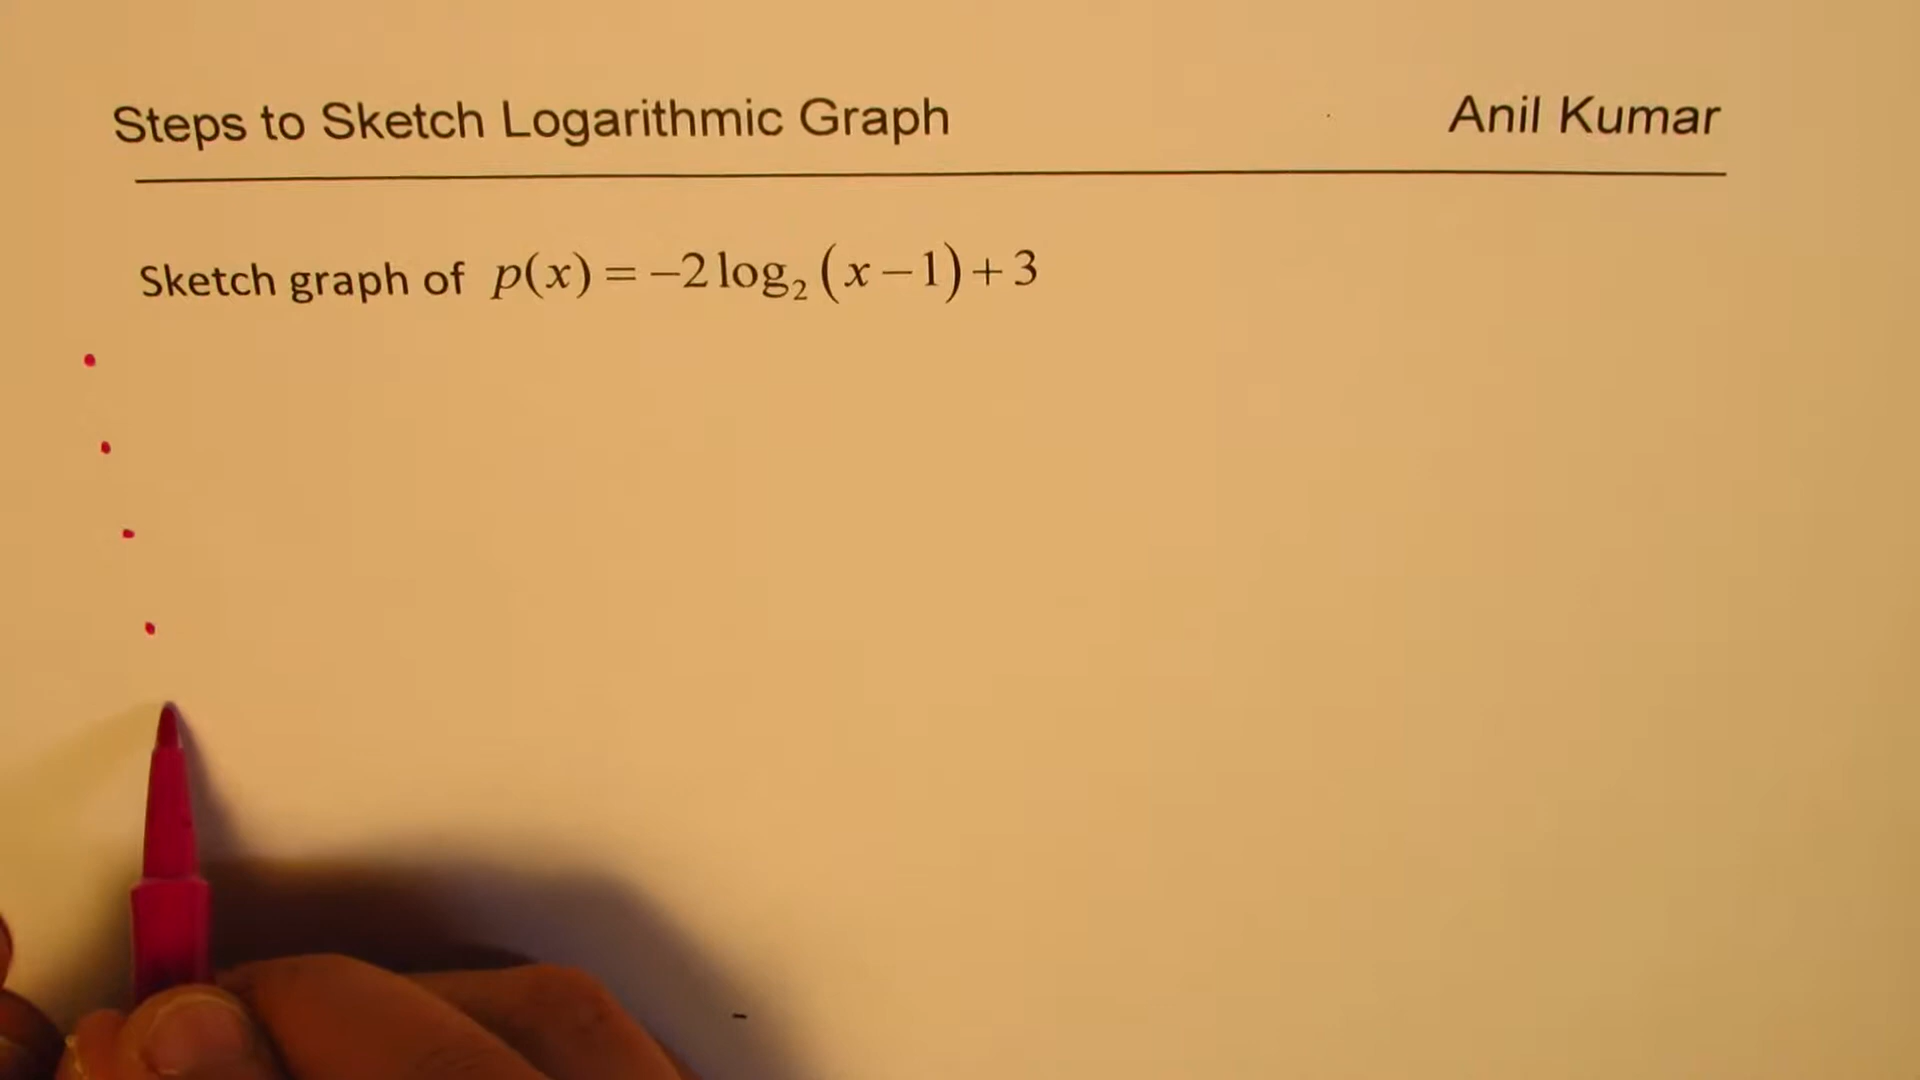 Steps to Sketch Logarithmic Graph Anil Kumar
Sketch graph of p(x) = −2 log₂ (x − 1) + 3